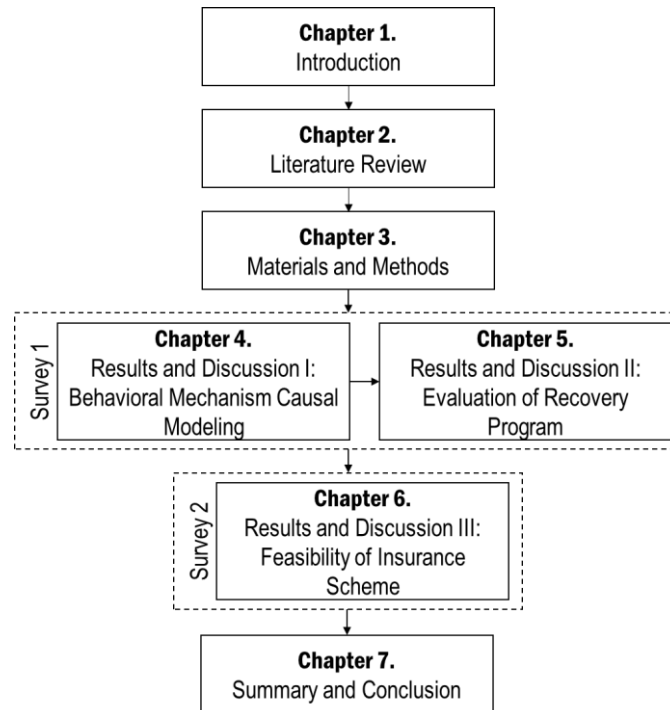 Chapter 1.
Introduction
Chapter 2.
Literature Review
Chapter 3.
Materials and Methods
Survey 1
Chapter 4.
Results and Discussion I:
Behavioral Mechanism Causal
Modeling
Chapter 5.
Results and Discussion II:
Evaluation of Recovery
Program
Survey 2
Chapter 6.
Results and Discussion III:
Feasibility of Insurance
Scheme
Chapter 7.
Summary and Conclusion